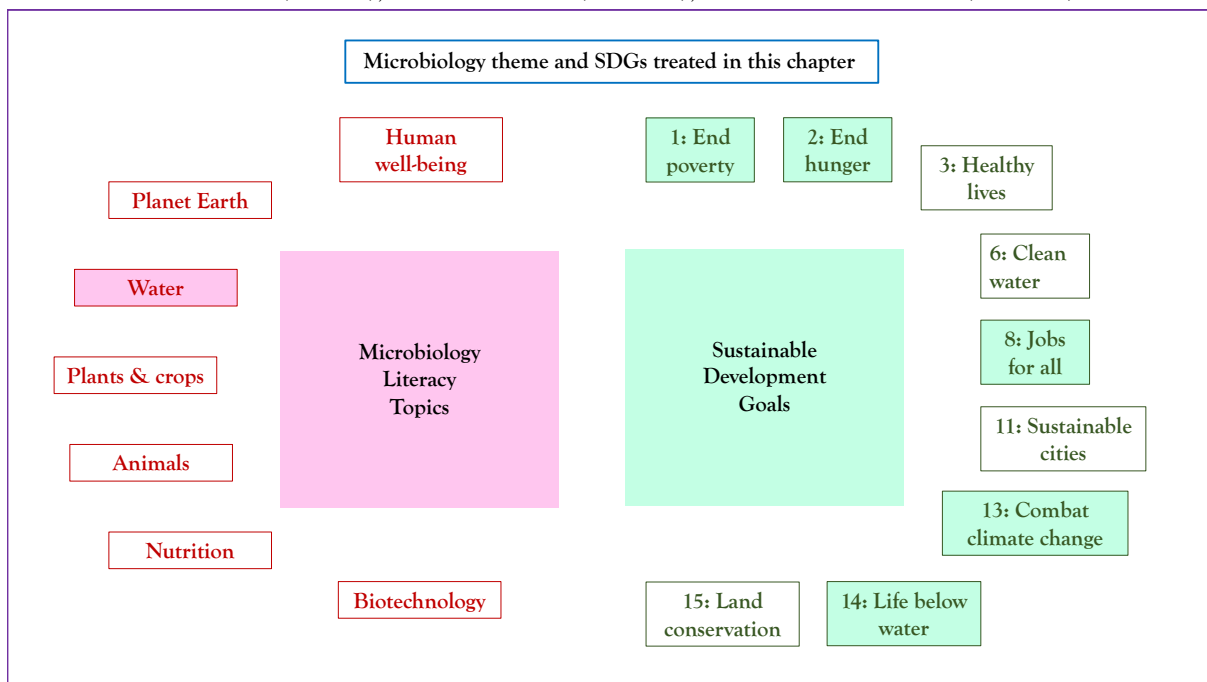 Microbiology theme and SDGs treated in this chapter
Human
well-being
Planet Earth
Water
Plants & crops
Animals
Nutrition
Biotechnology
Microbiology
Literacy
Topics
Sustainable
Development
Goals
1: End
poverty
2: End
hunger
3: Healthy
lives
6: Clean
water
8: Jobs
for all
11: Sustainable
cities
13: Combat
climate change
14: Life below
water
15: Land
conservation